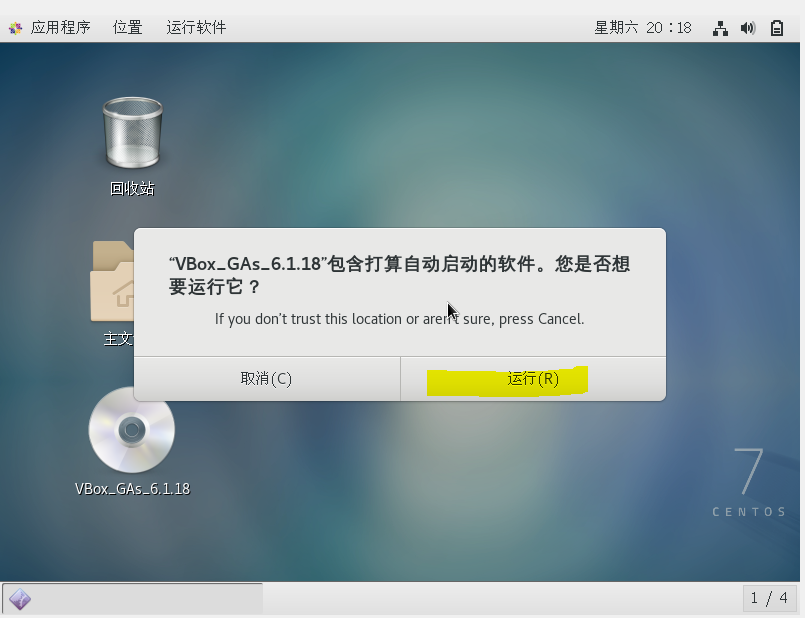 应用程序 位置 运行软件 星期六 20：18
回收站
“VBox_GAs_6.1.18”包含打算自动启动的软件。您是否想
要运行它？
If you don't trust this location or aren't sure, press Cancel.
主文
取消(C) 运行(R)
VBox_GAs_6.1.18
7
CENTOS
1 / 4